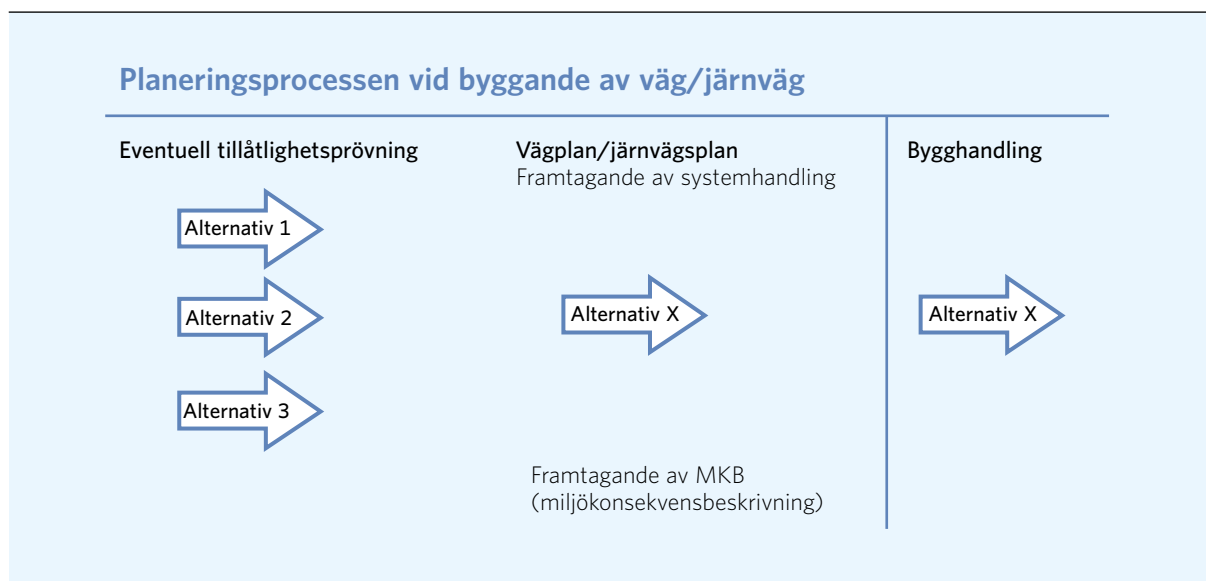 Planeringsprocessen vid byggande av väg/järnväg
Eventuell tillåtlighetsprövning
Alternativ 1
Alternativ 2
Alternativ 3
Vägplan/järnvägsplan
Framtagande av systemhandling
Alternativ X
Framtagande av MKB
(miljökonsekvensbeskrivning)
Bygghandling
Alternativ X